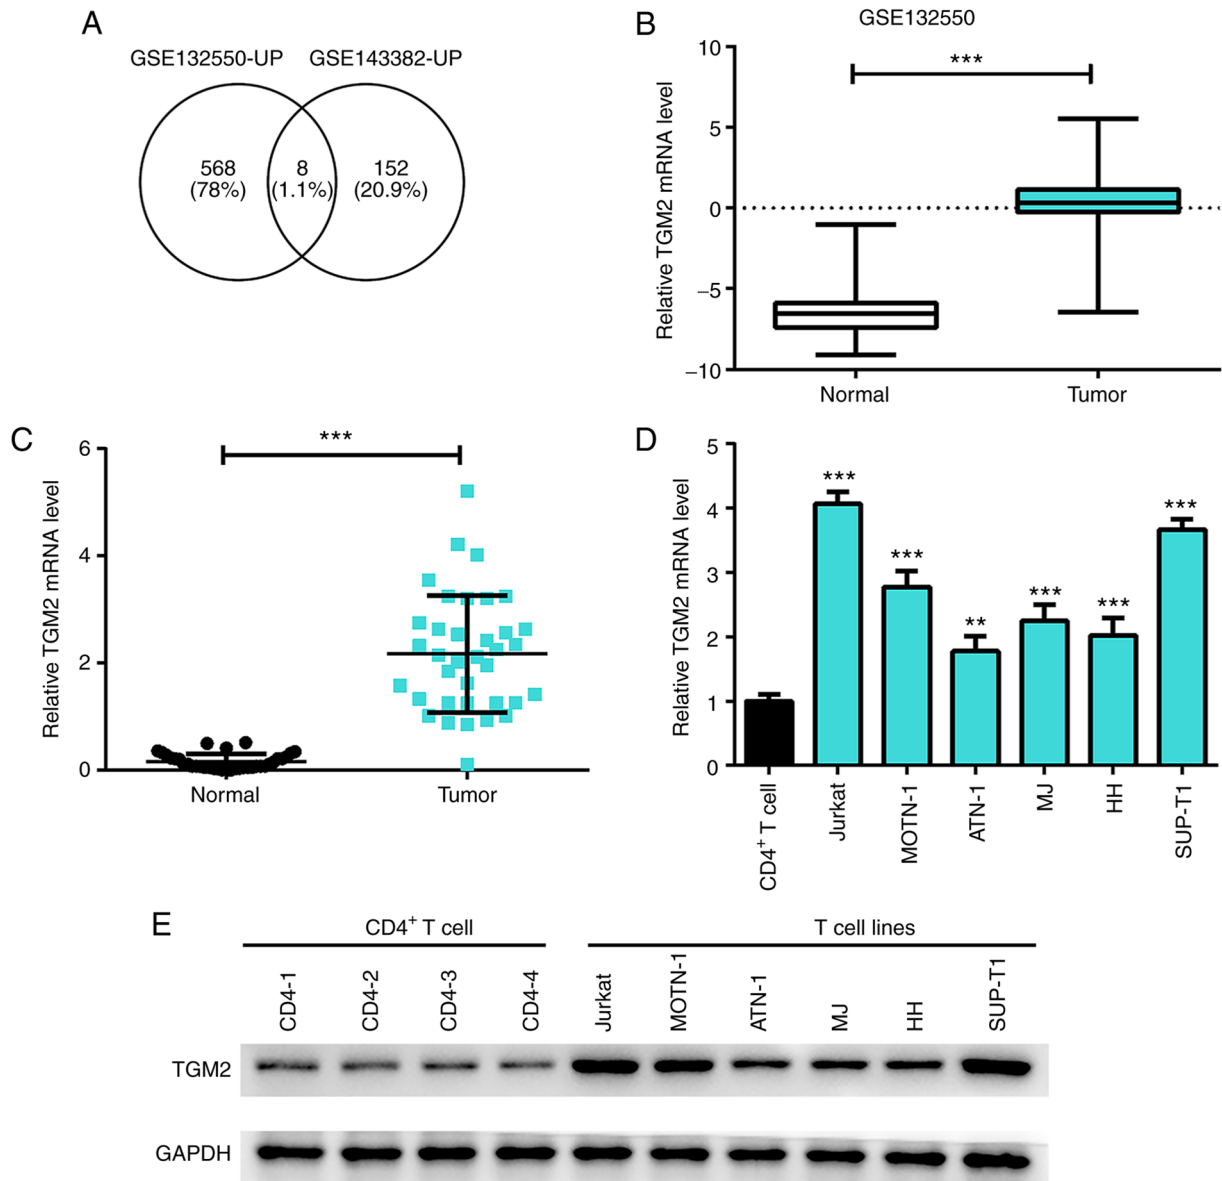 A
GSE132550-UP GSE143382-UP
568 8 152
(78%) (1.1%) (20.9%)
B
GSE132550
Relative TGM2 mRNA level
10
5
0
−5
−10
***
Normal Tumor
C
Relative TGM2 mRNA level
6
4
2
0
***
Normal Tumor
D
Relative TGM2 mRNA level
5
4
3
2
1
0
*** *** ** *** *** ***
CD4⁺ T cell
Jurkat
MOTN-1
ATN-1
MJ
HH
SUP-T1
E
CD4⁺ T cell T cell lines
CD4-1
CD4-2
CD4-3
CD4-4
Jurkat
MOTN-1
ATN-1
MJ
HH
SUP-T1
TGM2
GAPDH